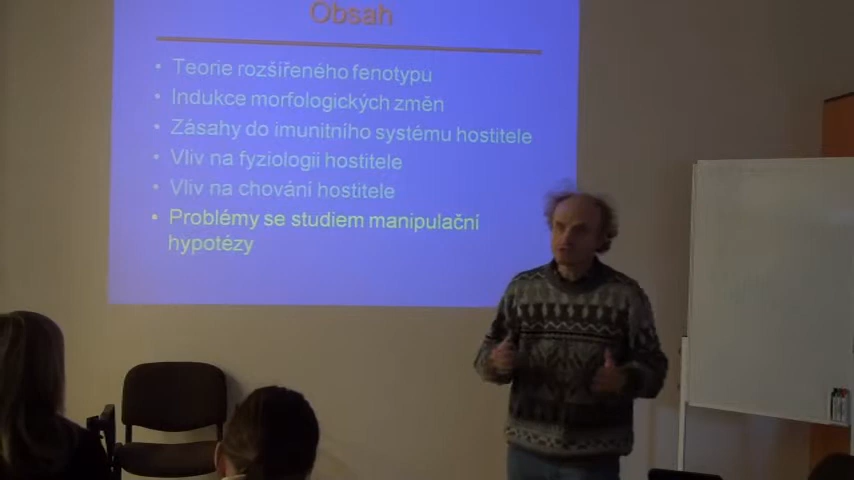 Obsah
• Teorie rozšířeného fenotypu
• Indukce morfologických změn
• Zásahy do imunitního systému hostitele
• Vliv na fyziologii hostitele
• Vliv na chování hostitele
• Problémy se studiem manipulační
hypotézy